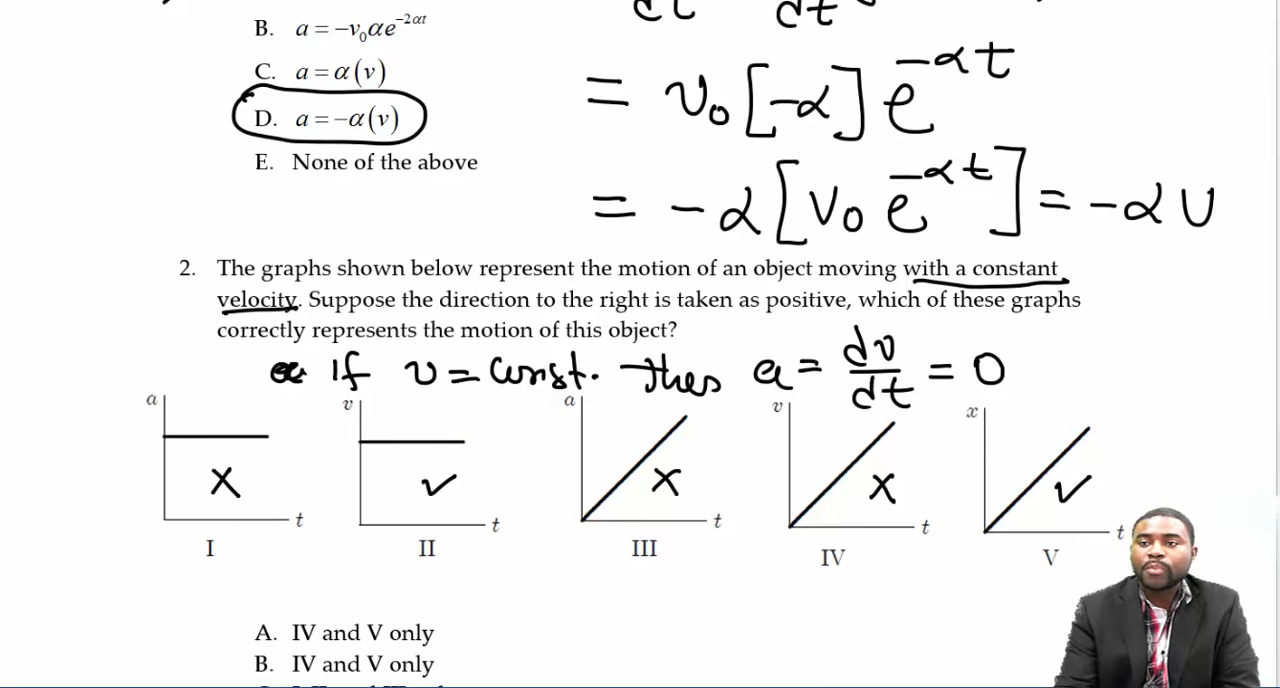 dt dt
B. a = −v₀αe^{−2αt}
C. a = α(v)
D. a = −α(v)
E. None of the above
= v₀[-α] e^{-αt}
= -α[v₀ e^{-αt}] = -αv
2. The graphs shown below represent the motion of an object moving with a constant
velocity. Suppose the direction to the right is taken as positive, which of these graphs
correctly represents the motion of this object?
If v = const. then a = dv/dt = 0
a t X I
v t ✓ II
a t X III
v t X IV
x t ✓ V
A. IV and V only
B. IV and V only